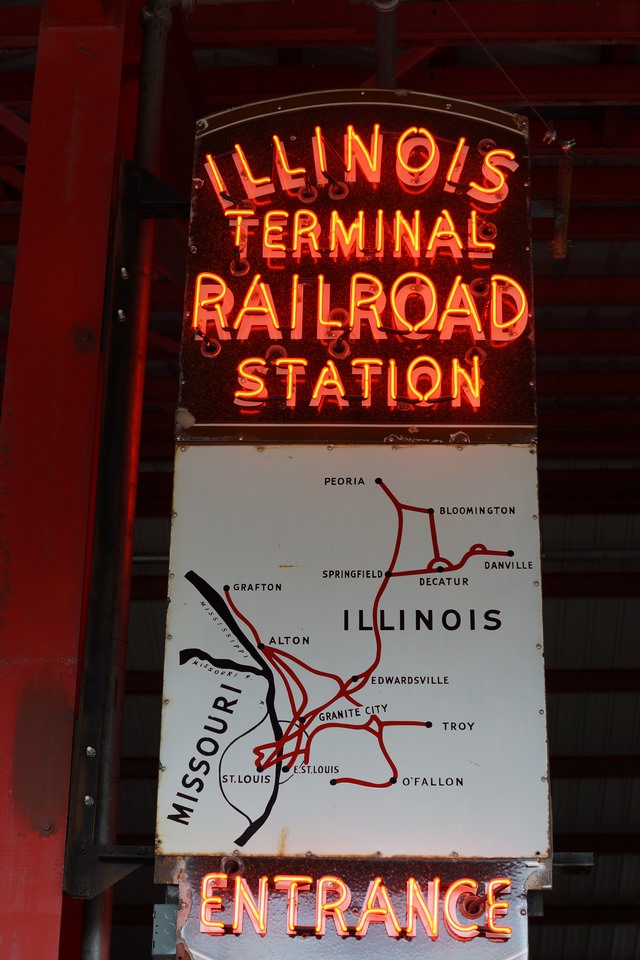 ILLINOIS
TERMINAL
RAILROAD
STATION
PEORIA
BLOOMINGTON
DANVILLE
SPRINGFIELD
DECATUR
GRAFTON
ILLINOIS
MISSISSIPPI
ALTON
MISSOURI R.
EDWARDSVILLE
MISSOURI
GRANITE CITY
TROY
ST. LOUIS
E. ST. LOUIS
O'FALLON
ENTRANCE